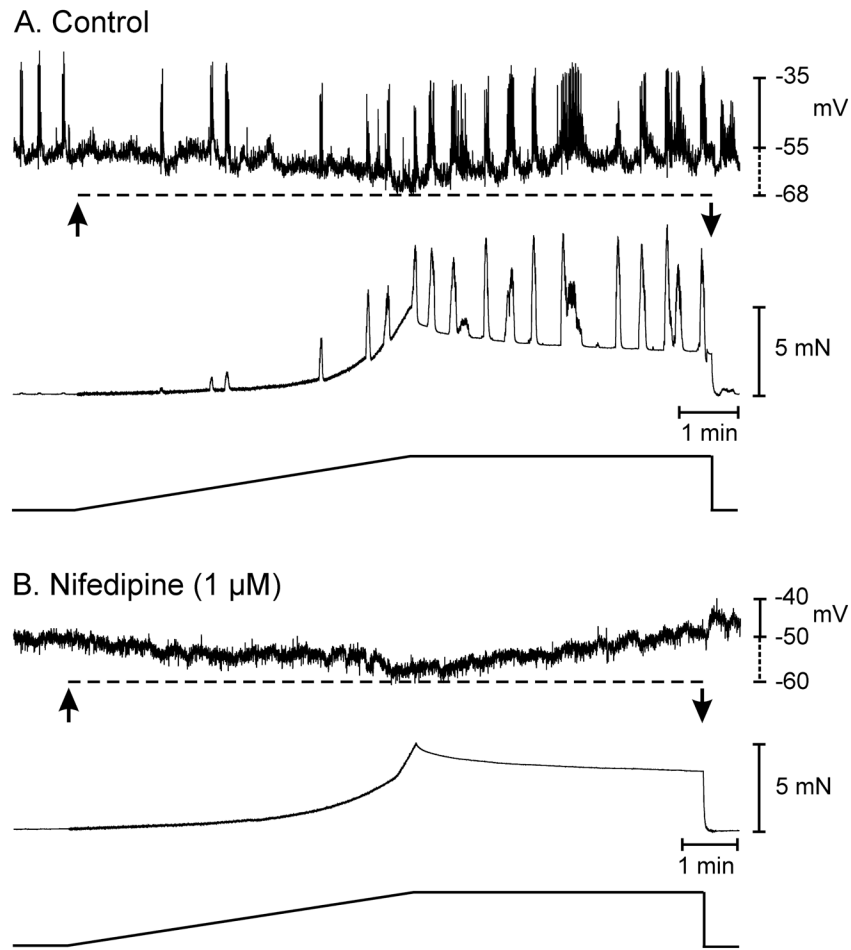 A. Control
-35
mV
-55
-68
5 mN
1 min
B. Nifedipine (1 µM)
-40
mV
-50
-60
5 mN
1 min